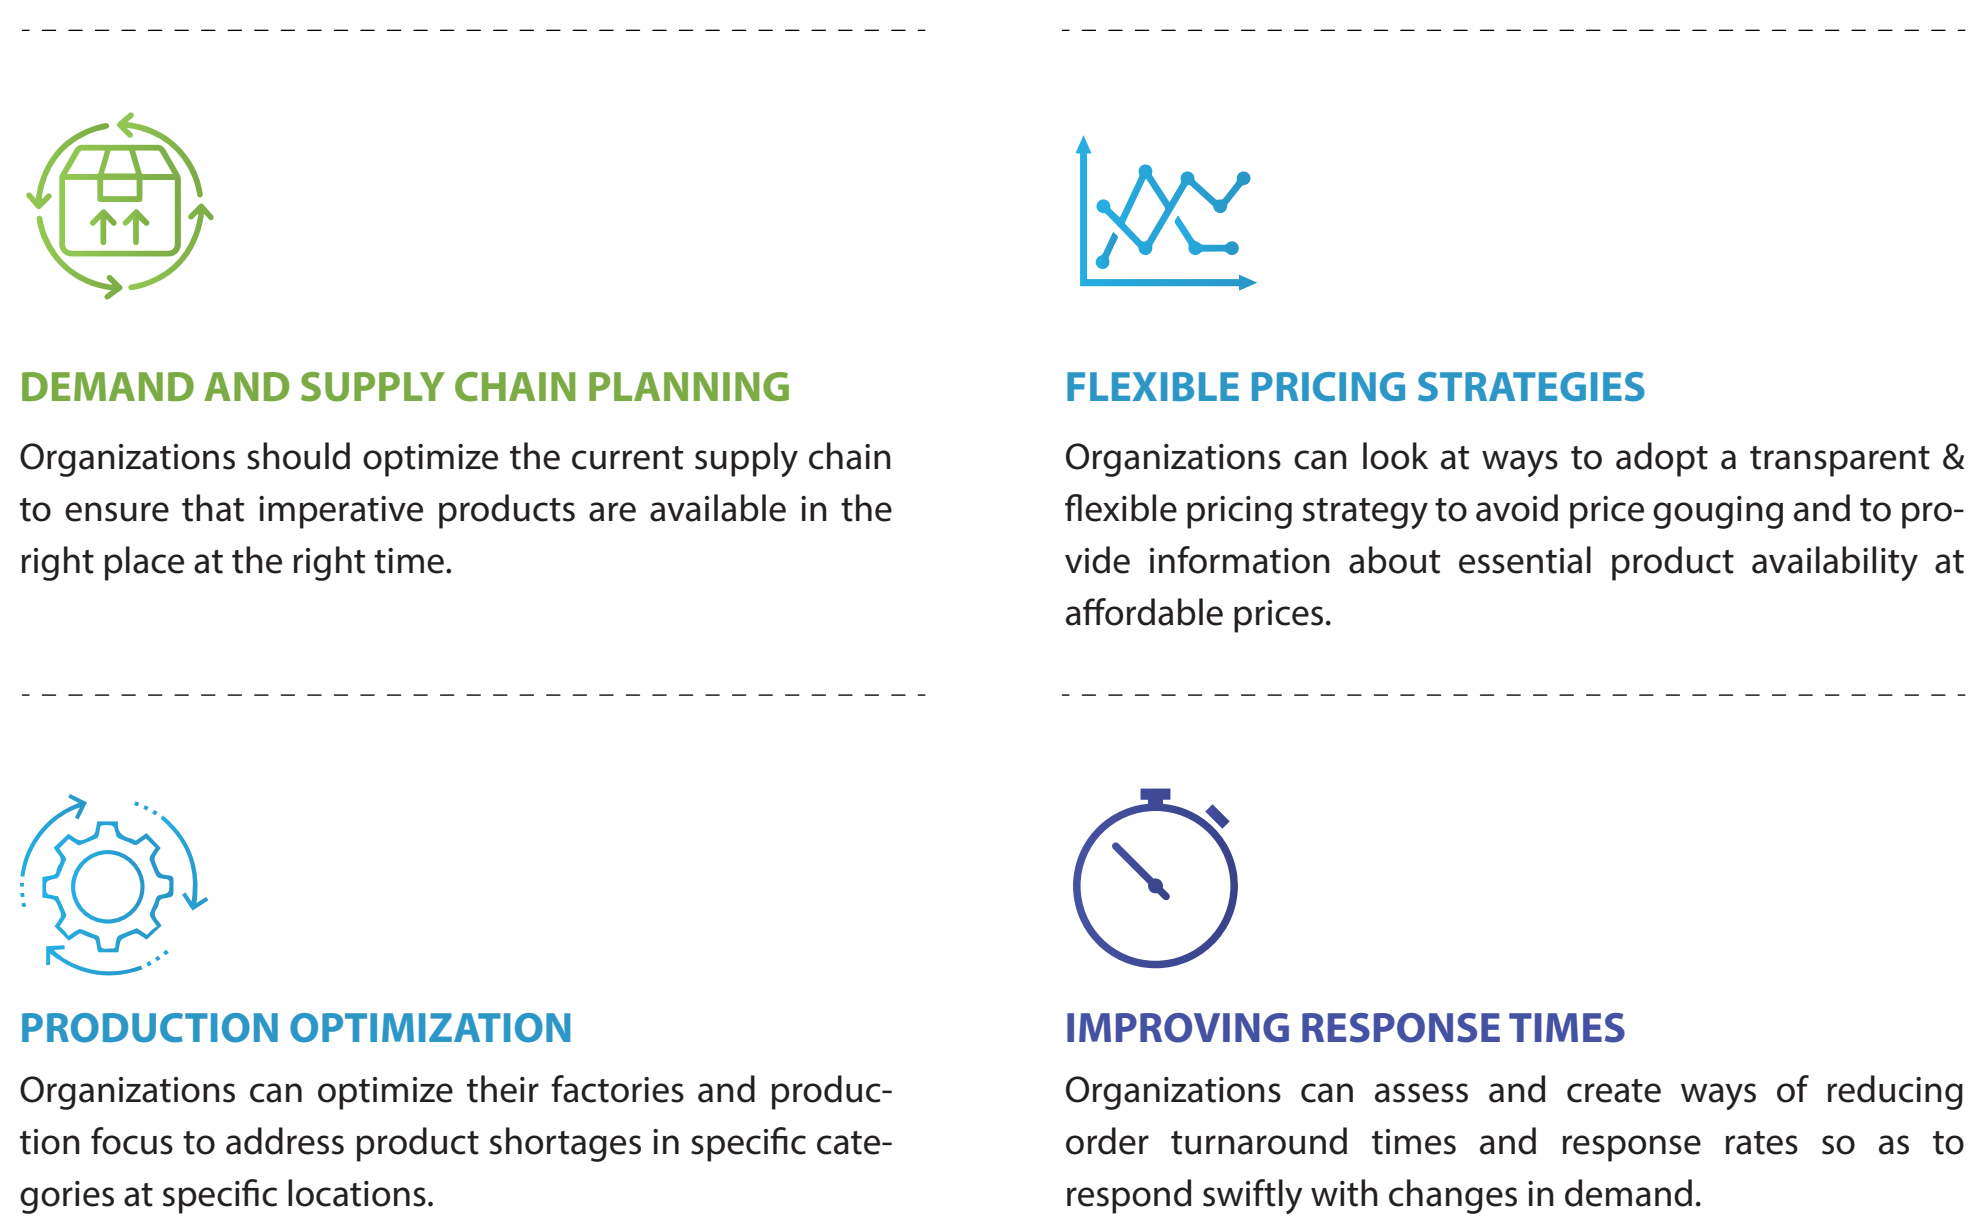 DEMAND AND SUPPLY CHAIN PLANNING
Organizations should optimize the current supply chain
to ensure that imperative products are available in the
right place at the right time.
FLEXIBLE PRICING STRATEGIES
Organizations can look at ways to adopt a transparent &
flexible pricing strategy to avoid price gouging and to pro-
vide information about essential product availability at
affordable prices.
PRODUCTION OPTIMIZATION
Organizations can optimize their factories and produc-
tion focus to address product shortages in specific cate-
gories at specific locations.
IMPROVING RESPONSE TIMES
Organizations can assess and create ways of reducing
order turnaround times and response rates so as to
respond swiftly with changes in demand.